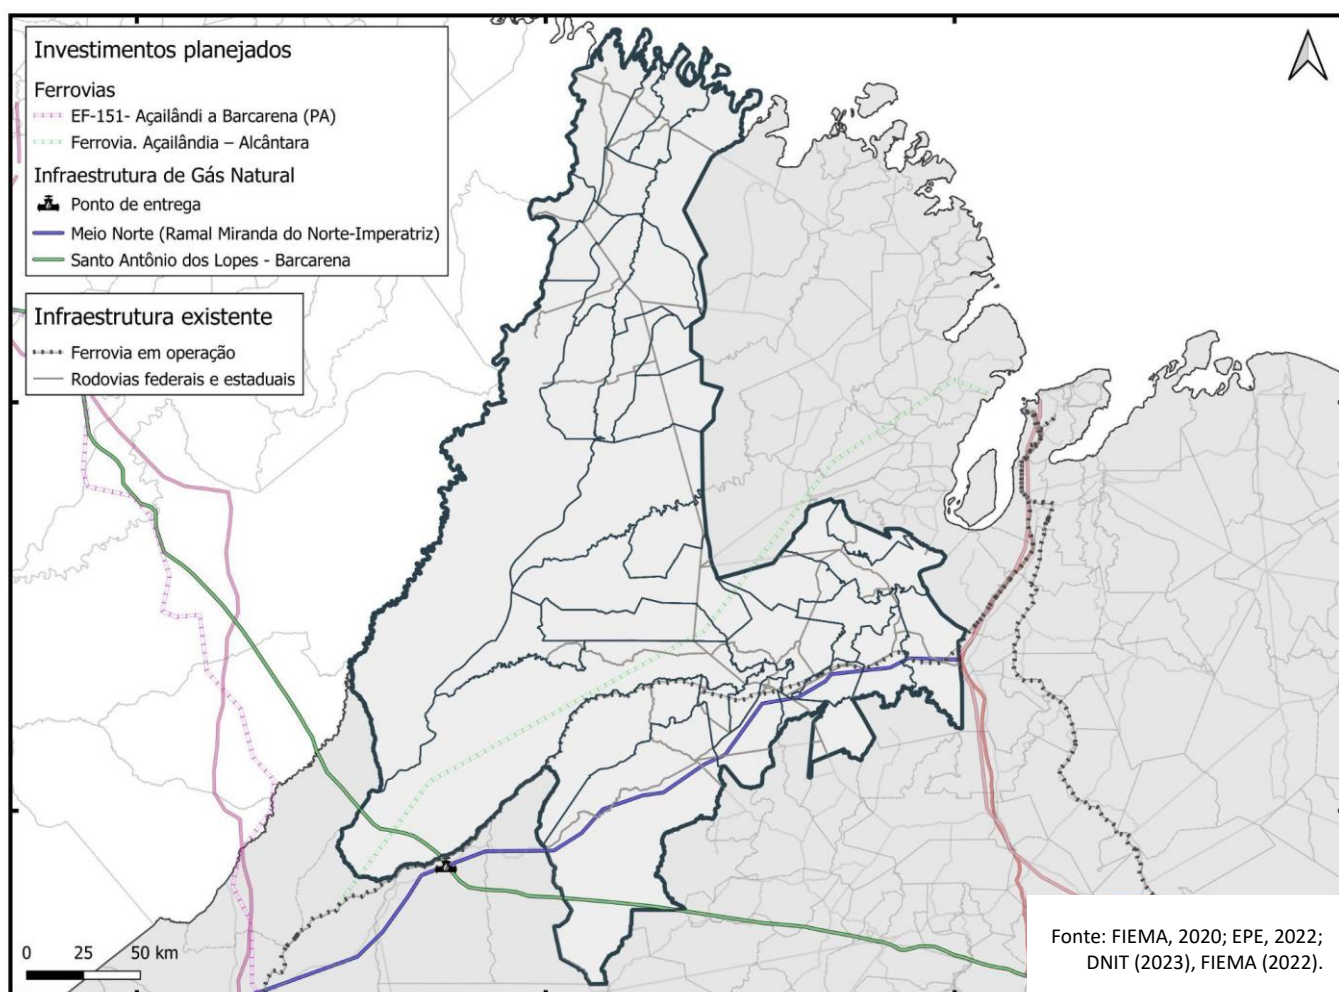 Investimentos planejados
Ferrovias
EF-151- Açailândi a Barcarena (PA)
Ferrovia. Açailândia – Alcântara
Infraestrutura de Gás Natural
Ponto de entrega
Meio Norte (Ramal Miranda do Norte-Imperatriz)
Santo Antônio dos Lopes - Barcarena
Infraestrutura existente
Ferrovia em operação
Rodovias federais e estaduais
0 25 50 km
Fonte: FIEMA, 2020; EPE, 2022;
DNIT (2023), FIEMA (2022).